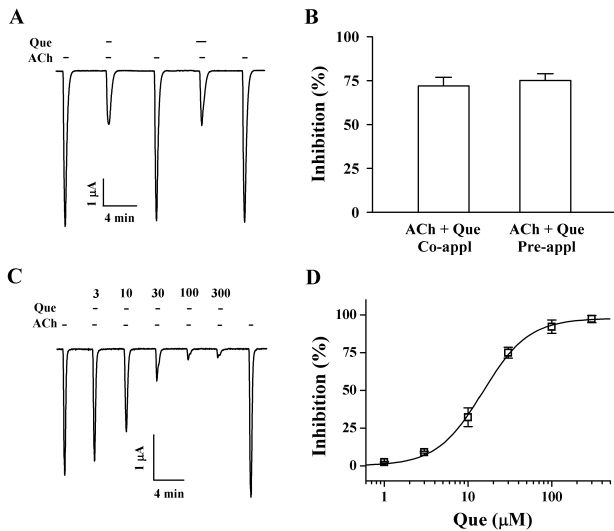 A
Que
ACh
1 μA
4 min
B
Inhibition (%)
100
75
50
25
0
ACh + Que
Co-appl
ACh + Que
Pre-appl
C
3 10 30 100 300
Que
ACh
1 μA
4 min
D
Inhibition (%)
100
75
50
25
0
1 10 100
Que (μM)